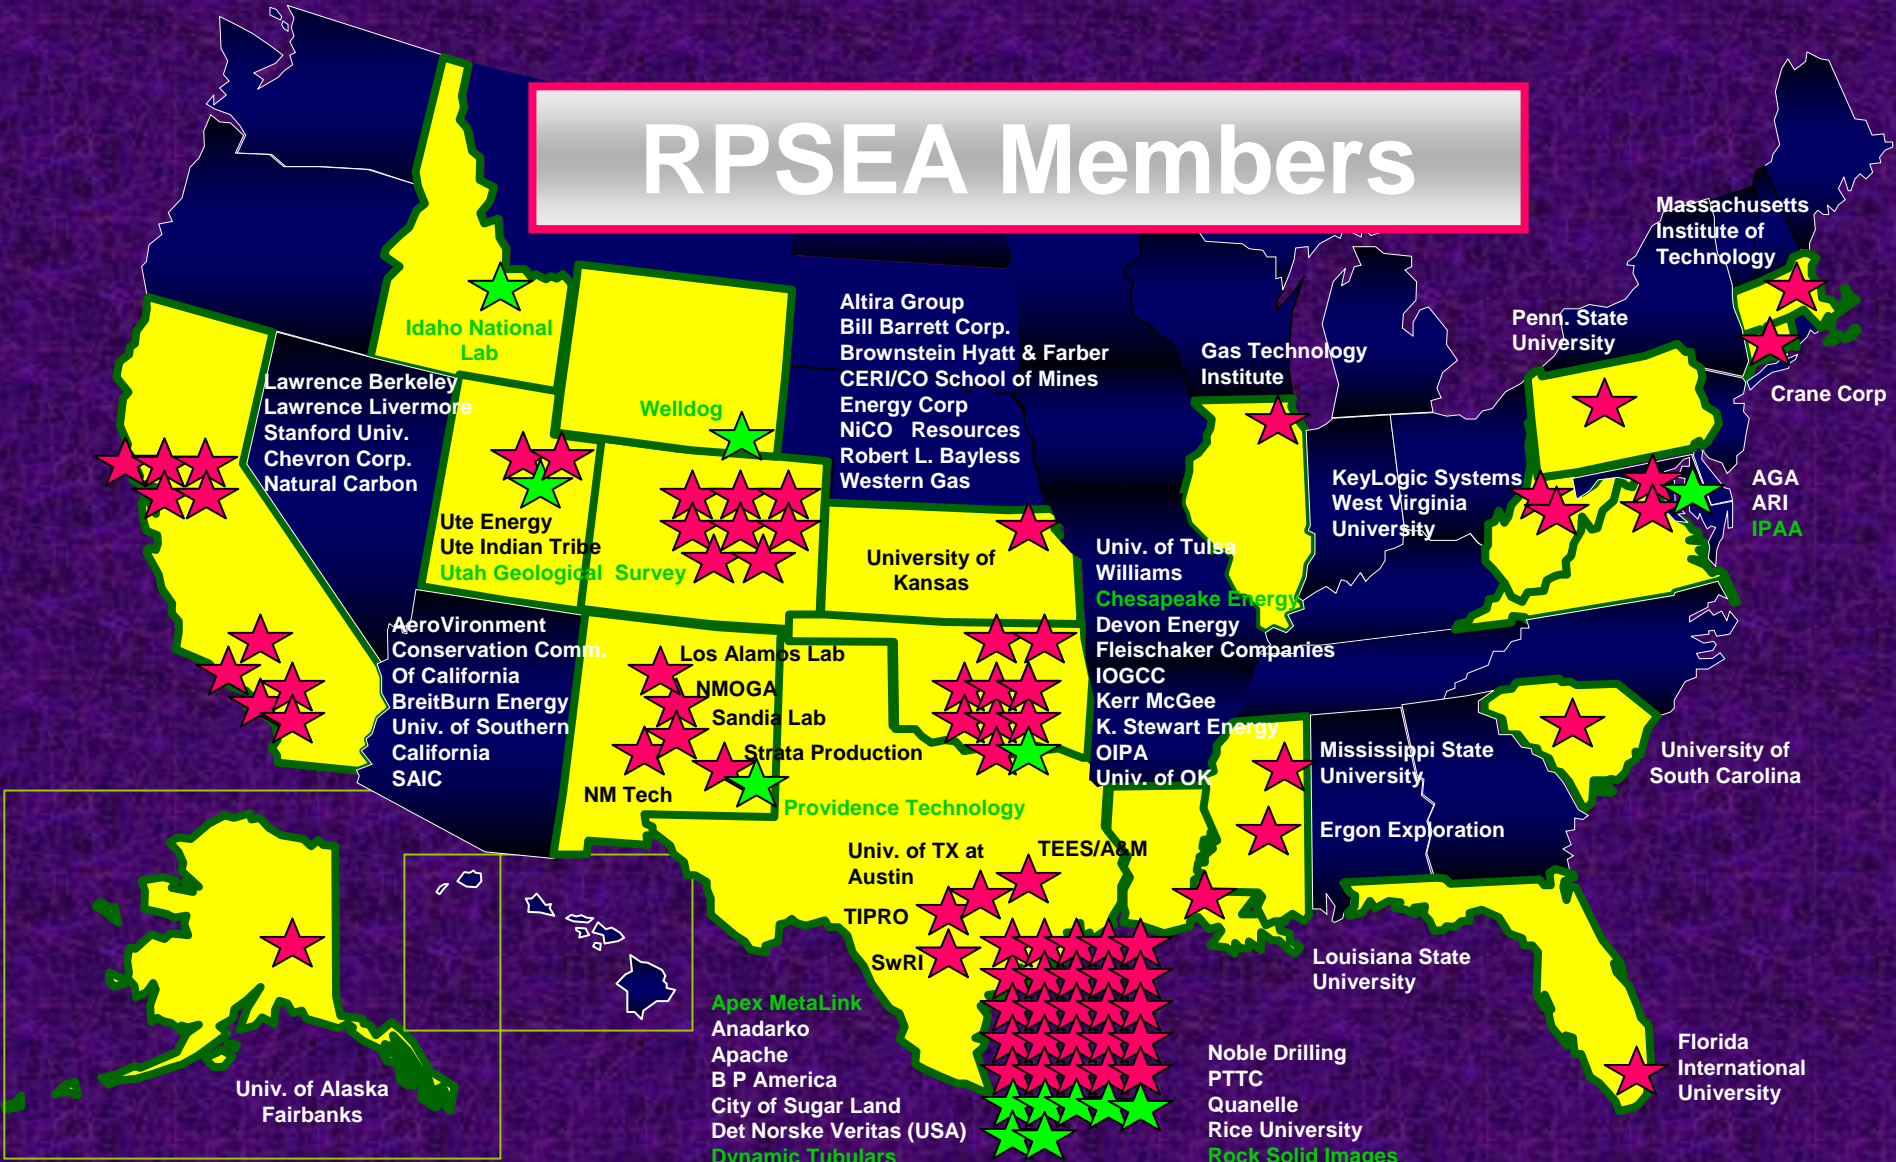 RPSEA Members
Massachusetts
Institute of
Technology
Penn. State
University
Crane Corp
Idaho National
Lab
Altira Group
Bill Barrett Corp.
Brownstein Hyatt & Farber
CERI/CO School of Mines
Energy Corp
NiCO Resources
Robert L. Bayless
Western Gas
Gas Technology
Institute
Lawrence Berkeley
Lawrence Livermore
Stanford Univ.
Chevron Corp.
Natural Carbon
Welldog
KeyLogic Systems
West Virginia
University
AGA
ARI
IPAA
Ute Energy
Ute Indian Tribe
Utah Geological Survey
University of
Kansas
Univ. of Tulsa
Williams
Chesapeake Energy
Devon Energy
Fleischaker Companies
IOGCC
Kerr McGee
K. Stewart Energy
OIPA
Univ. of OK
AeroVironment
Conservation Comm.
Of California
BreitBurn Energy
Univ. of Southern
California
SAIC
Los Alamos Lab
NMOGA
Sandia Lab
Strata Production
NM Tech
Providence Technology
Mississippi State
University
Ergon Exploration
University of
South Carolina
Univ. of TX at
Austin
TEES/A&M
TIPRO
SwRI
Louisiana State
University
Florida
International
University
Univ. of Alaska
Fairbanks
Apex MetaLink
Anadarko
Apache
B P America
City of Sugar Land
Det Norske Veritas (USA)
Dynamic Tubulars
Noble Drilling
PTTC
Quanelle
Rice University
Rock Solid Images